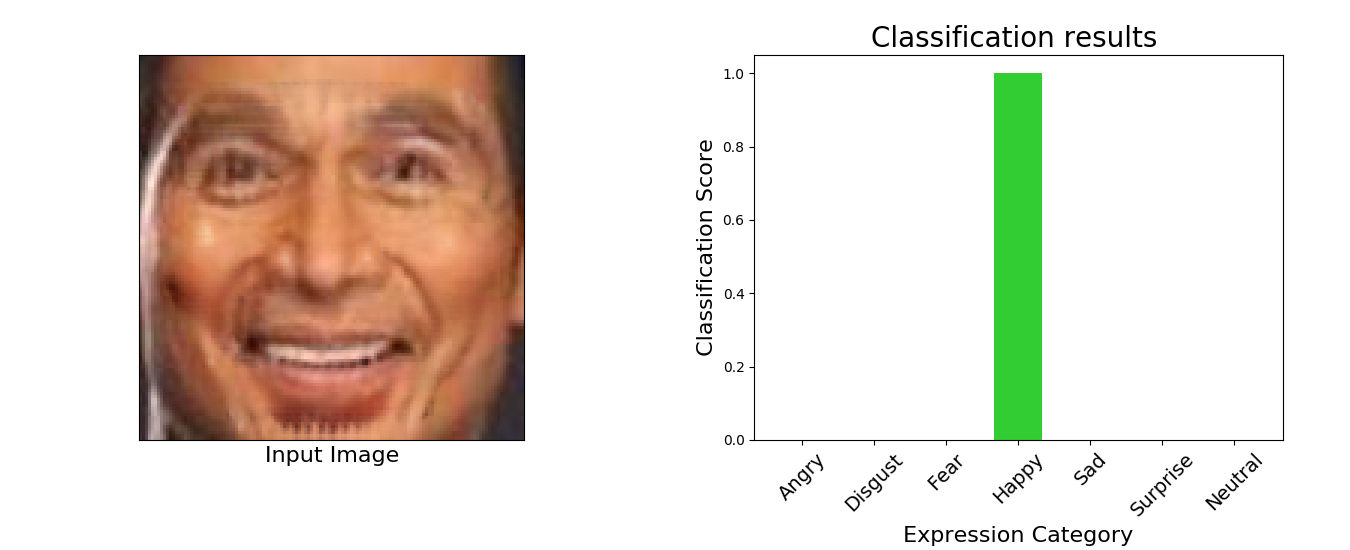 Classification results
Classification Score
1.0
0.8
0.6
0.4
0.2
0.0
Angry
Disgust
Fear
Happy
Sad
Surprise
Neutral
Expression Category
Input Image